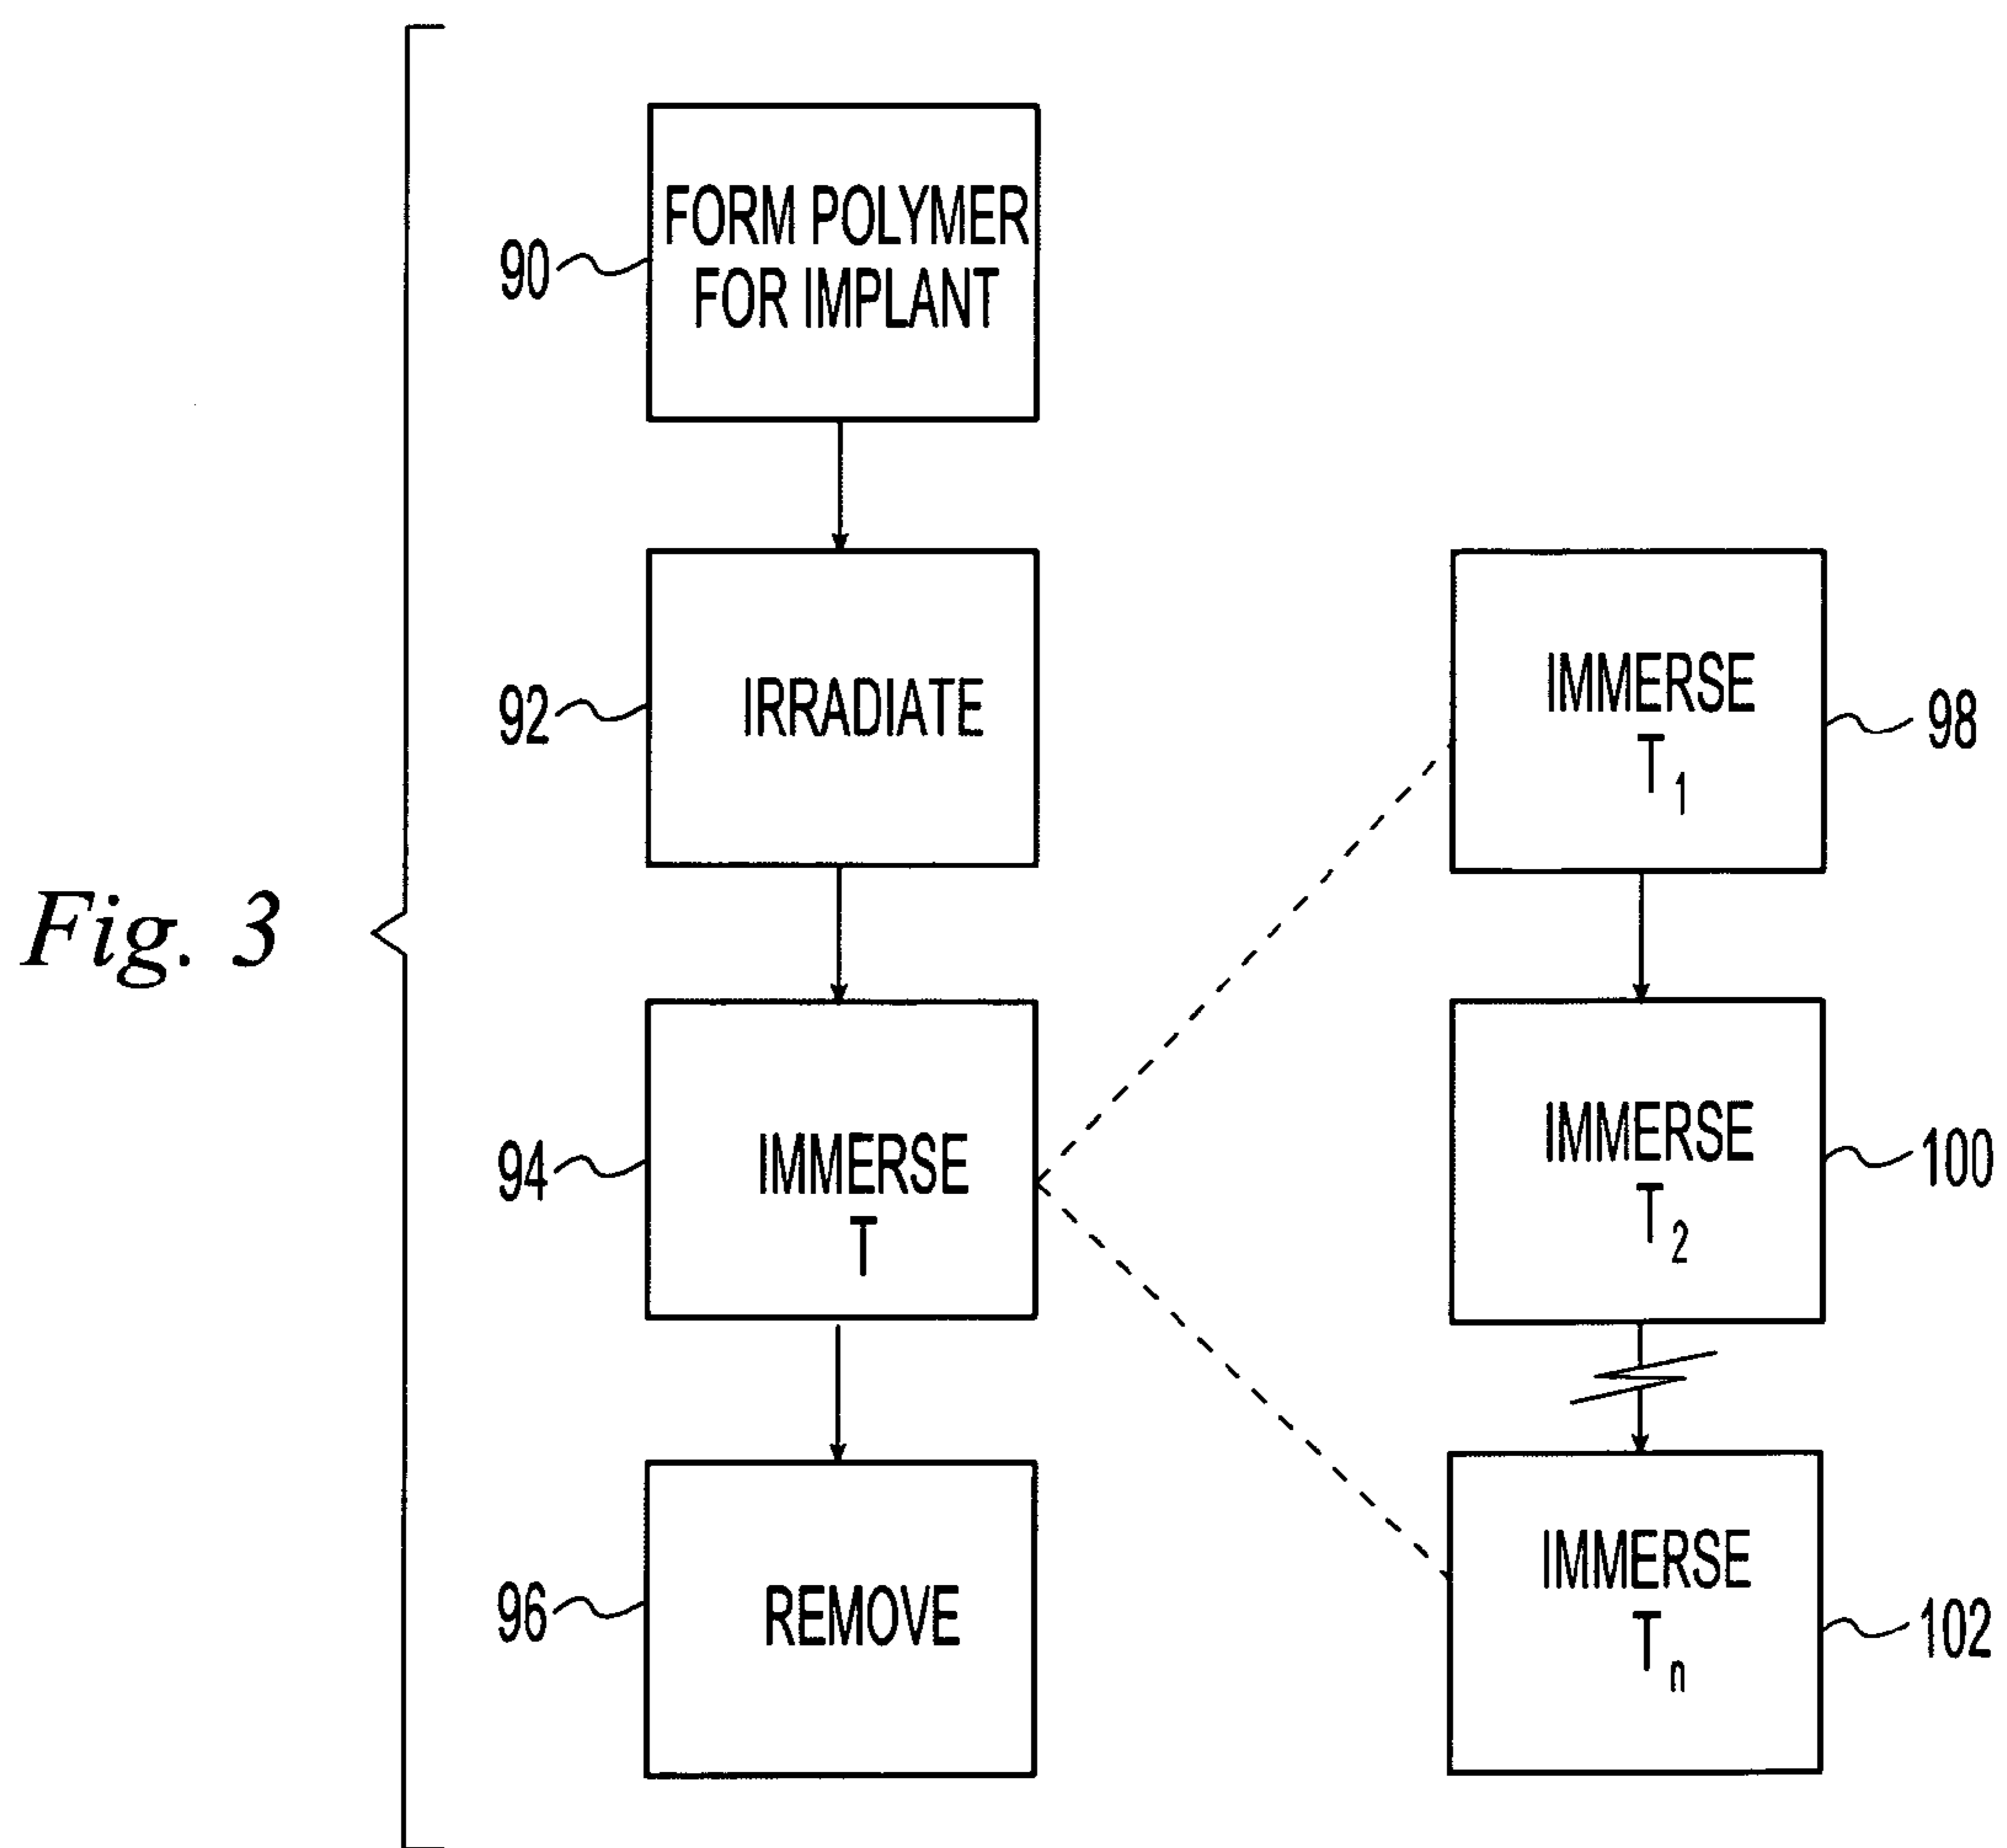 Fig. 3
90
FORM POLYMER
FOR IMPLANT
92
IRRADIATE
94
IMMERSE
T
96
REMOVE
IMMERSE
T1
98
IMMERSE
T2
100
IMMERSE
Tn
102